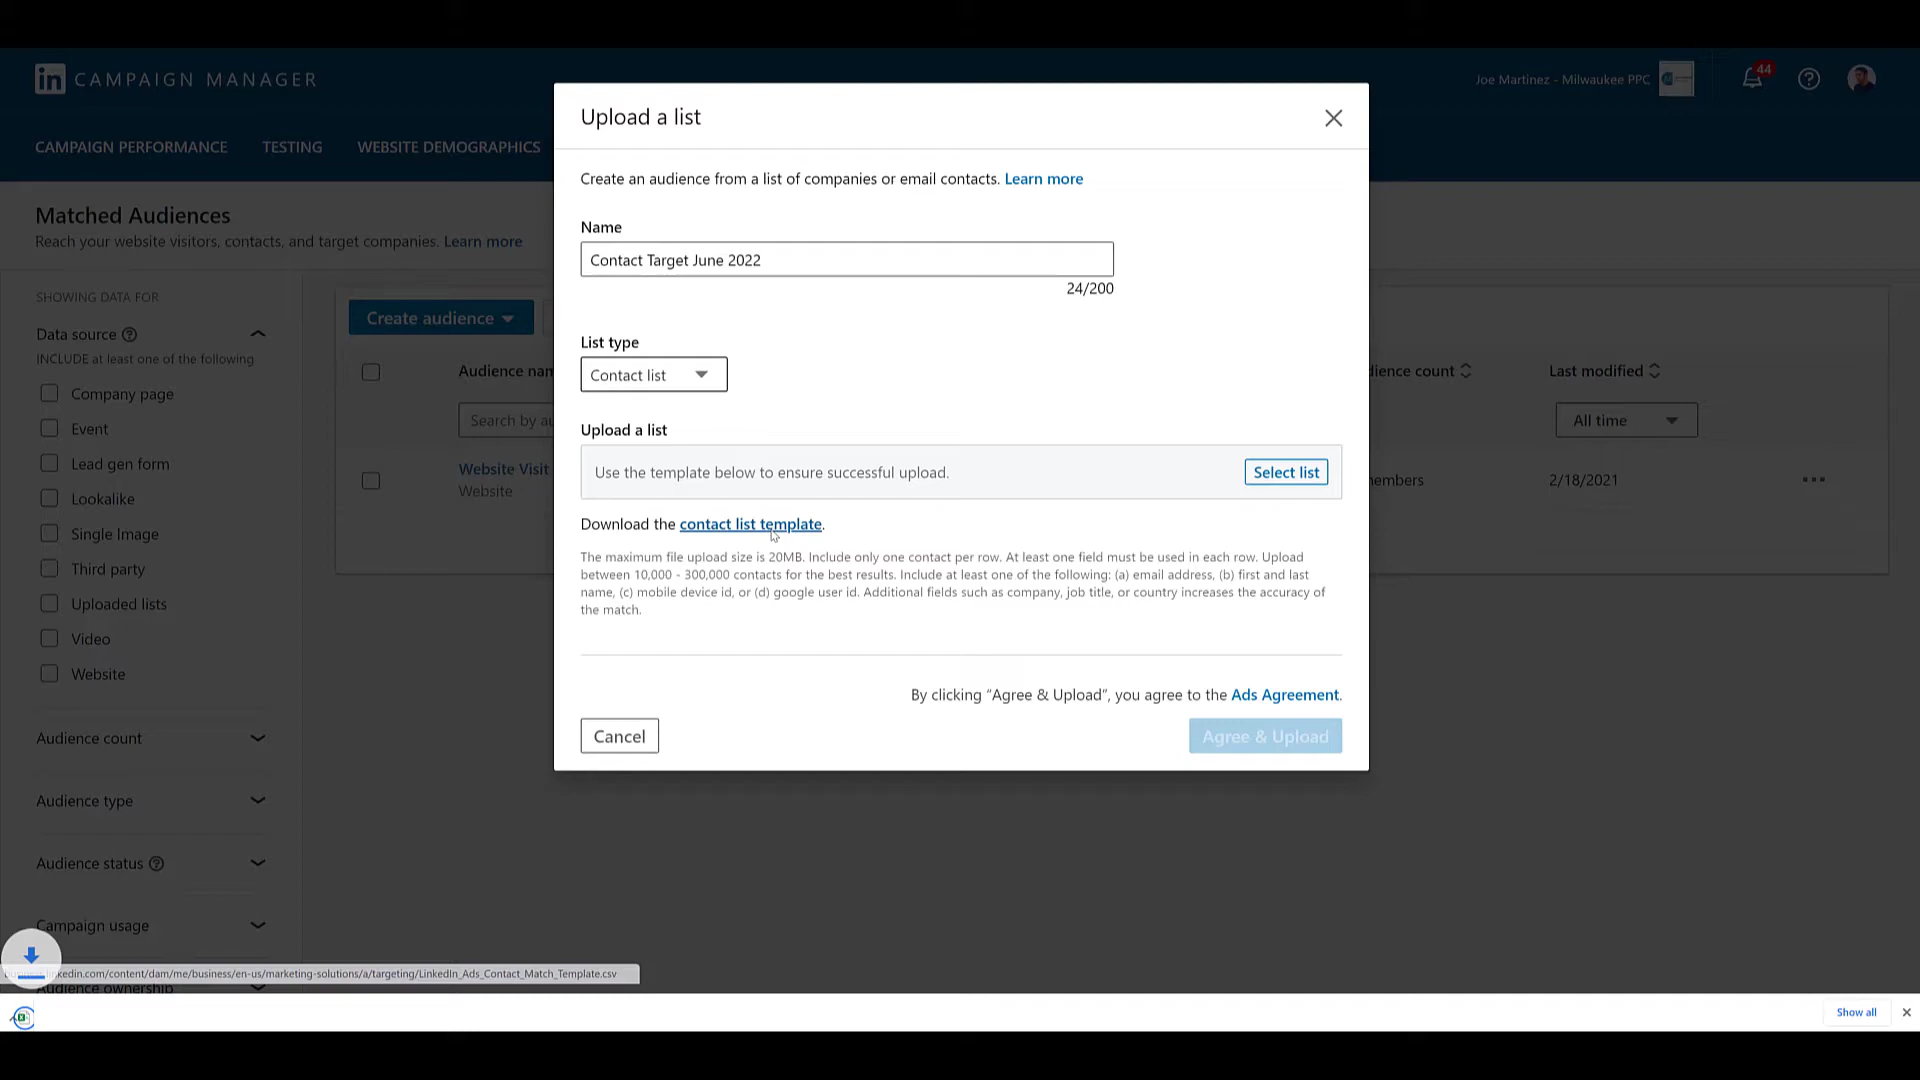 in CAMPAIGN MANAGER
Joe Martinez - Milwaukee PPC
44
CAMPAIGN PERFORMANCE
TESTING
WEBSITE DEMOGRAPHICS
Matched Audiences
Reach your website visitors, contacts, and target companies. Learn more
SHOWING DATA FOR
Data source
INCLUDE at least one of the following
Company page
Event
Lead gen form
Lookalike
Single Image
Third party
Uploaded lists
Video
Website
Audience count
Audience type
Audience status
Campaign usage
Audience ownership
Create audience
Audience nam
Search by au
Website Visit
Website
dience count
Last modified
All time
members
2/18/2021
Upload a list
Create an audience from a list of companies or email contacts. Learn more
Name
Contact Target June 2022
24/200
List type
Contact list
Upload a list
Use the template below to ensure successful upload.
Select list
Download the contact list template.
The maximum file upload size is 20MB. Include only one contact per row. At least one field must be used in each row. Upload
between 10,000 - 300,000 contacts for the best results. Include at least one of the following: (a) email address, (b) first and last
name, (c) mobile device id, or (d) google user id. Additional fields such as company, job title, or country increases the accuracy of
the match.
By clicking “Agree & Upload”, you agree to the Ads Agreement.
Cancel
Agree & Upload
linkedin.com/content/dam/me/business/en-us/marketing-solutions/a/targeting/LinkedIn_Ads_Contact_Match_Template.csv
Show all